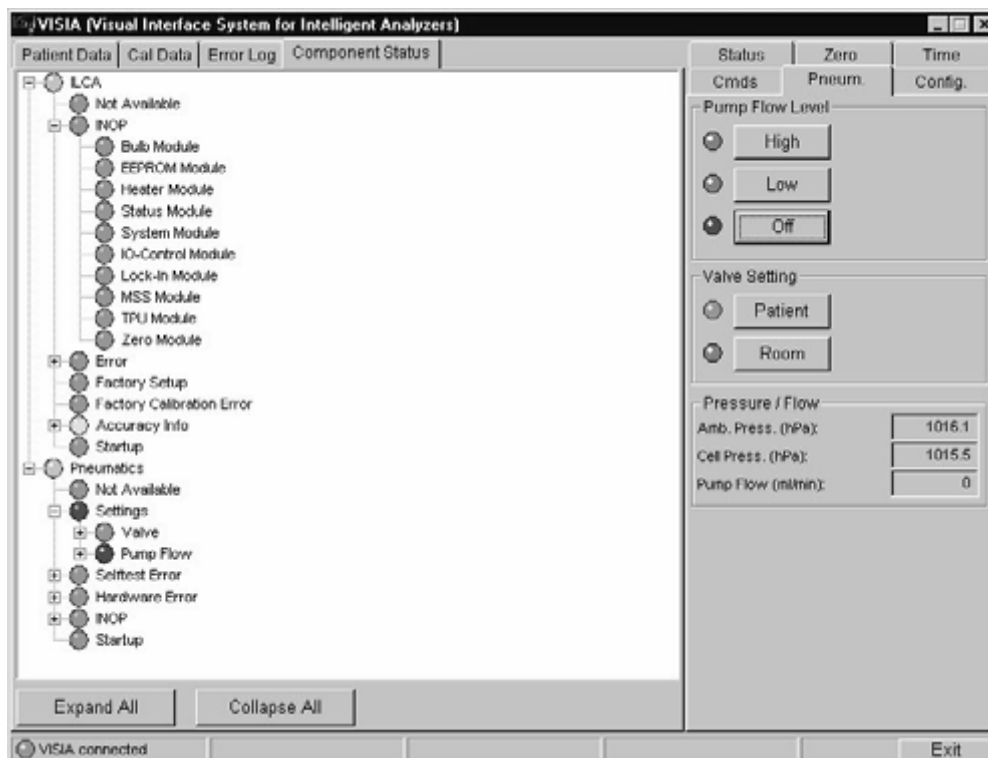 VISIA (Visual Interface System for Intelligent Analyzers)
Patient Data Cal Data Error Log Component Status
Status Zero Time
Cmds Pneum. Config.
ILCA
Not Available
INOP
Bulb Module
EEPROM Module
Heater Module
Status Module
System Module
IO-Control Module
Lock-In Module
MSS Module
TPU Module
Zero Module
Error
Factory Setup
Factory Calibration Error
Accuracy Info
Startup
Pneumatics
Not Available
Settings
Valve
Pump Flow
Selftest Error
Hardware Error
INOP
Startup
Expand All Collapse All
Pump Flow Level
High
Low
Off
Valve Setting
Patient
Room
Pressure / Flow
Amb. Press. (hPa): 1016.1
Cell Press. (hPa): 1015.5
Pump Flow (ml/min): 0
VISIA connected Exit